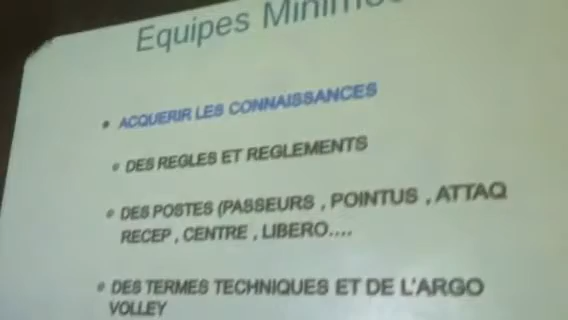 Equipes
• ACQUERIR LES CONNAISSANCES
• DES REGLES ET REGLEMENTS
• DES POSTES (PASSEURS , POINTUS , ATTAQ
RECEP , CENTRE , LIBERO....
• DES TERMES TECHNIQUES ET DE L'ARGO
VOLLEY